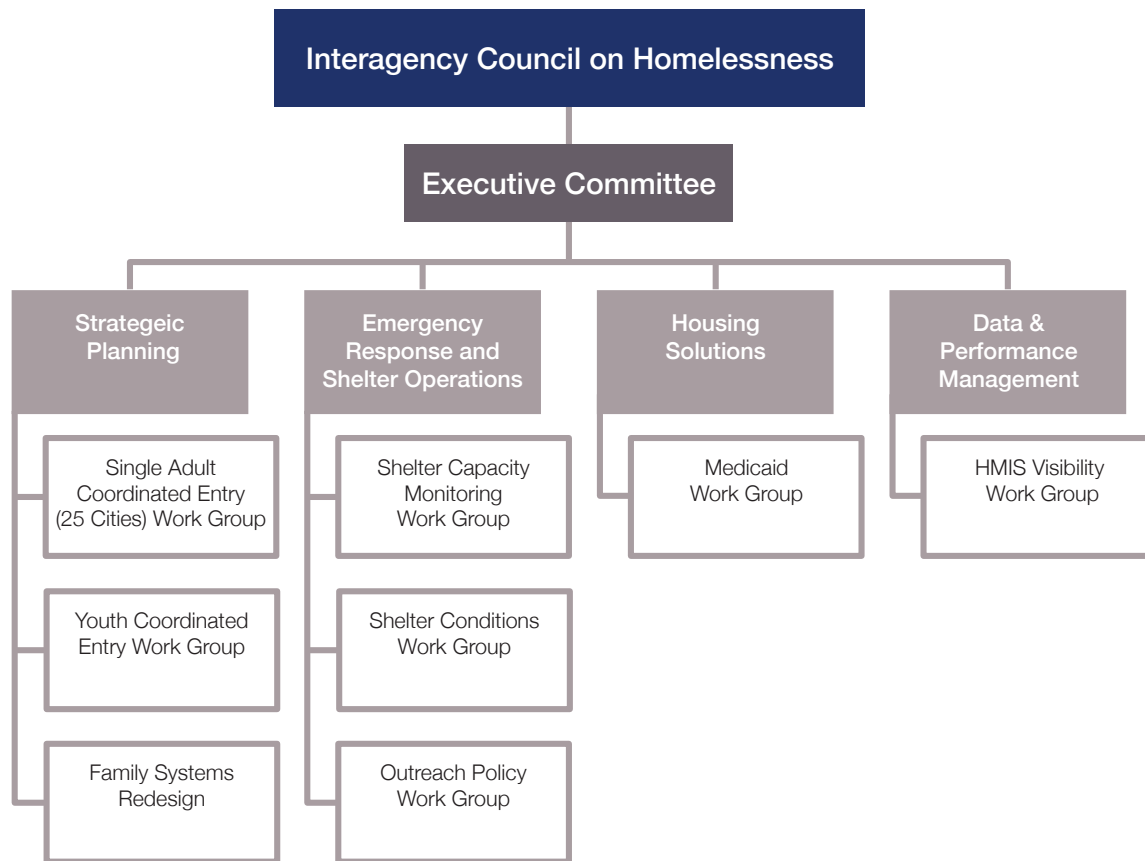 Interagency Council on Homelessness
Executive Committee
Strategeic
Planning
Emergency
Response and
Shelter Operations
Housing
Solutions
Data &
Performance
Management
Single Adult
Coordinated Entry
(25 Cities) Work Group
Shelter Capacity
Monitoring
Work Group
Medicaid
Work Group
HMIS Visibility
Work Group
Youth Coordinated
Entry Work Group
Shelter Conditions
Work Group
Family Systems
Redesign
Outreach Policy
Work Group